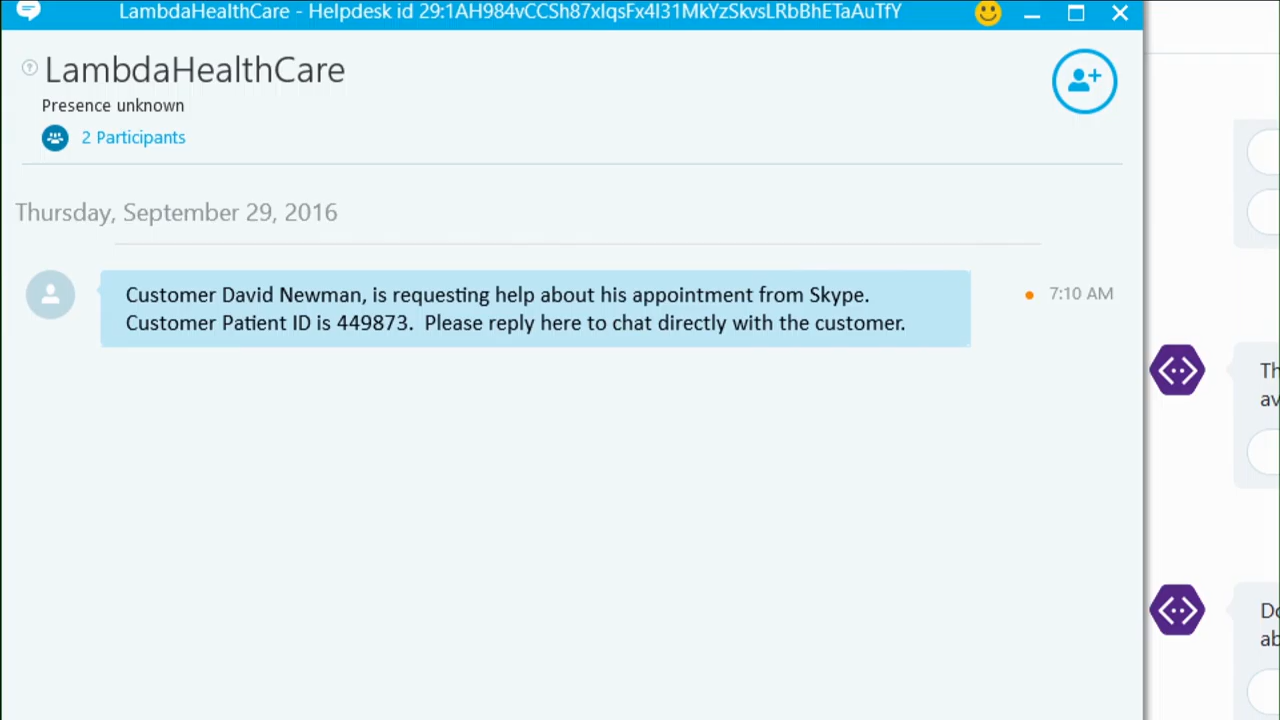 LambdaHealthCare - Helpdesk id 29:1AH984vCCSh87xIqsFx4I31MkYzSkvsLRbBhETaAuTfY
LambdaHealthCare
Presence unknown
2 Participants
Thursday, September 29, 2016
Customer David Newman, is requesting help about his appointment from Skype.
Customer Patient ID is 449873. Please reply here to chat directly with the customer.
7:10 AM